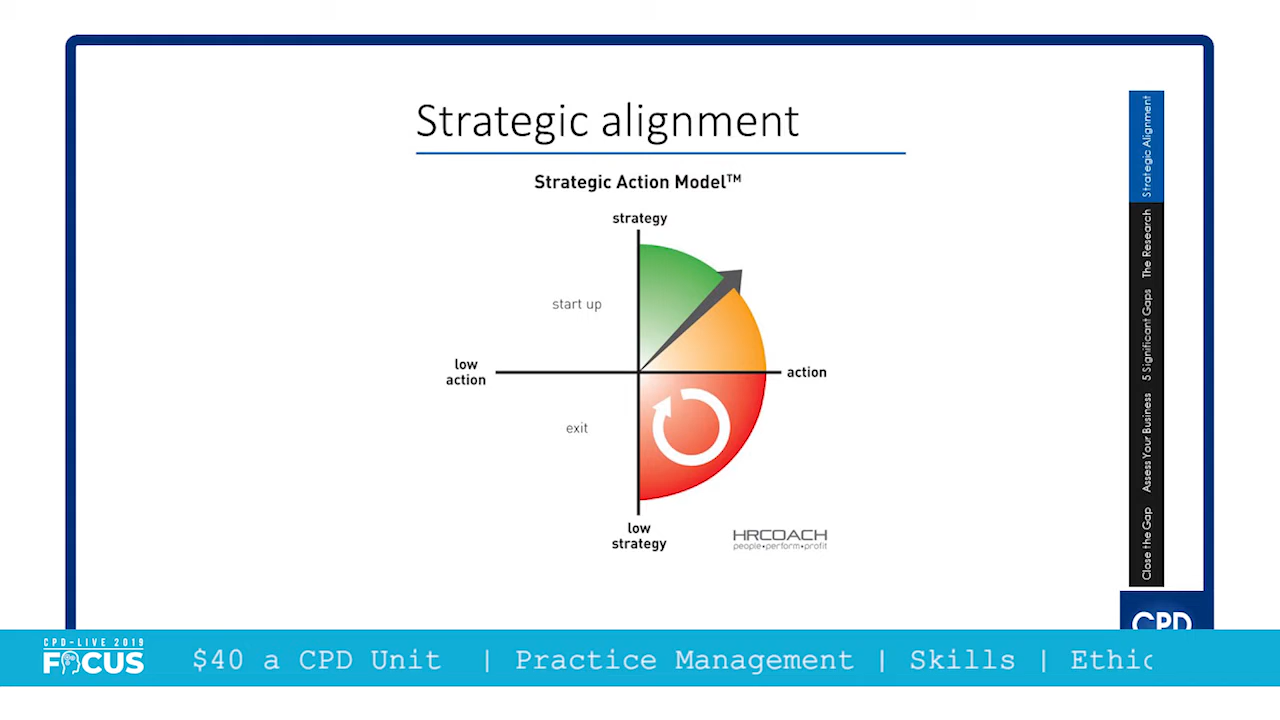 Strategic alignment
Strategic Action Model™
strategy
start up
low
action
action
exit
low
strategy
HRCOACH
people•perform•profit
Strategic Alignment
The Research
5 Significant Gaps
Assess Your Business
Close the Gap
CPD
CPD-LIVE 2019
FOCUS
$40 a CPD Unit | Practice Management | Skills | Ethic